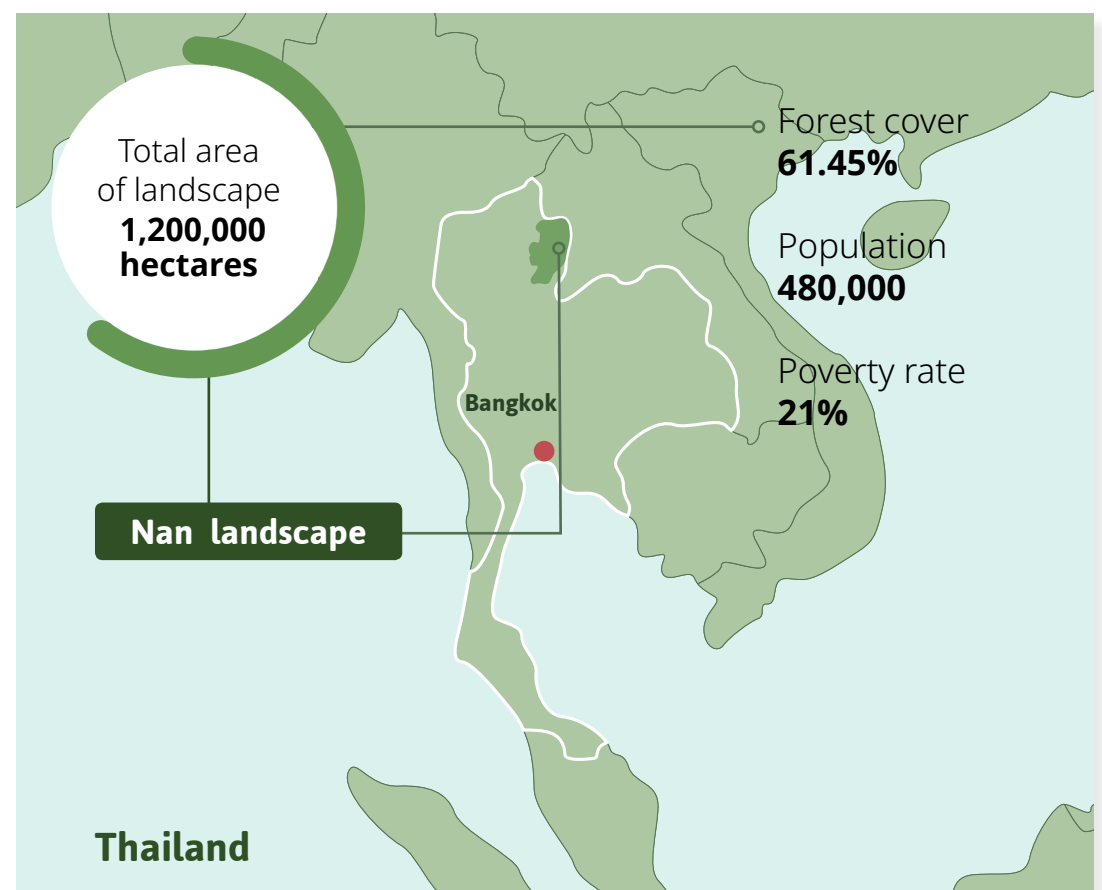 Total area
of landscape
1,200,000
hectares
Forest cover
61.45%
Population
480,000
Poverty rate
21%
Bangkok
Nan landscape
Thailand